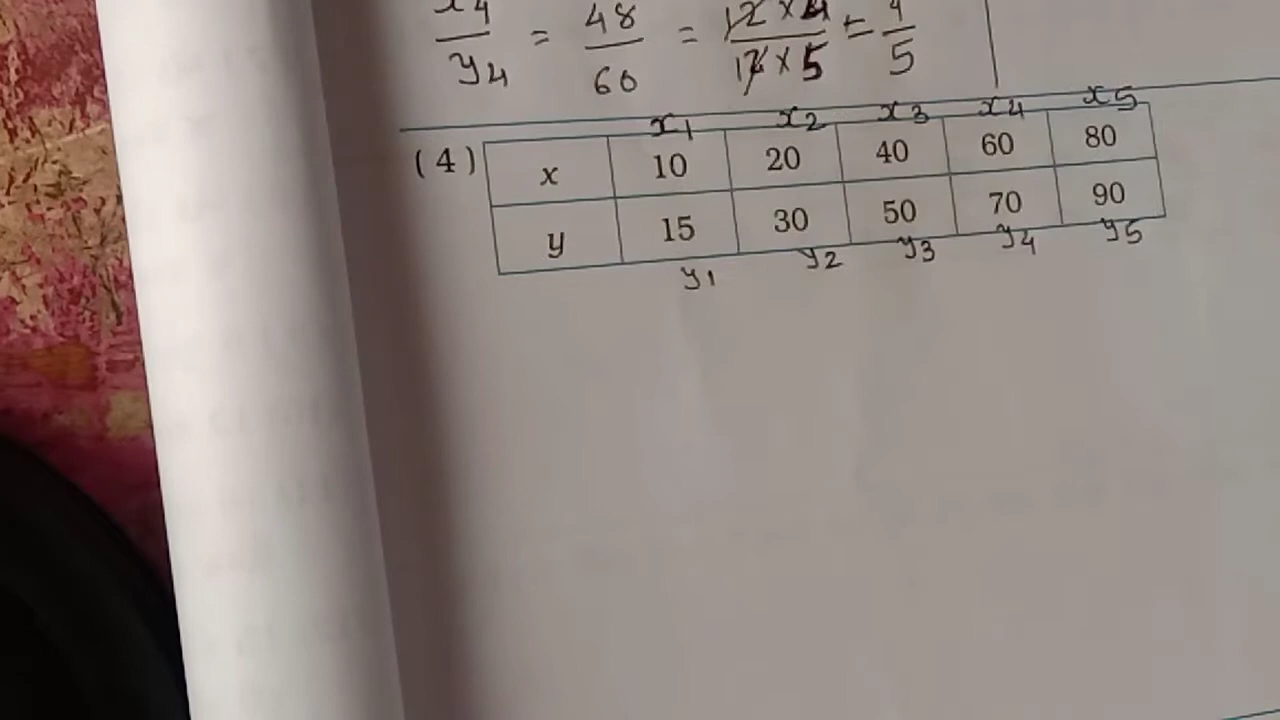 x4/y4 = 48/60 = 12×4/12×5 = 4/5
x1 x2 x3 x4 x5
(4) x 10 20 40 60 80
y 15 30 50 70 90
y1 y2 y3 y4 y5